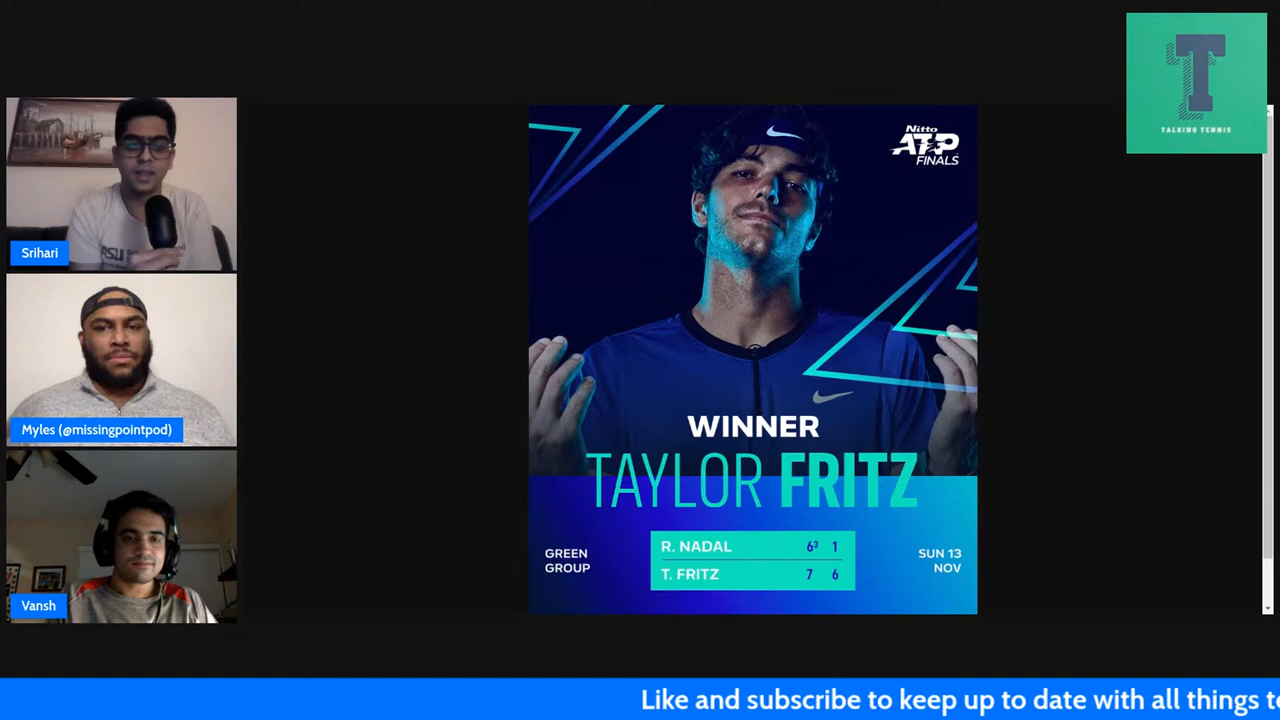 T
TALKING TENNIS
Nitto
ATP
FINALS
Srihari
Myles (@missingpointpod)
Vansh
WINNER
TAYLOR FRITZ
GREEN
GROUP
R. NADAL 6³ 1
T. FRITZ 7 6
SUN 13
NOV
Like and subscribe to keep up to date with all things